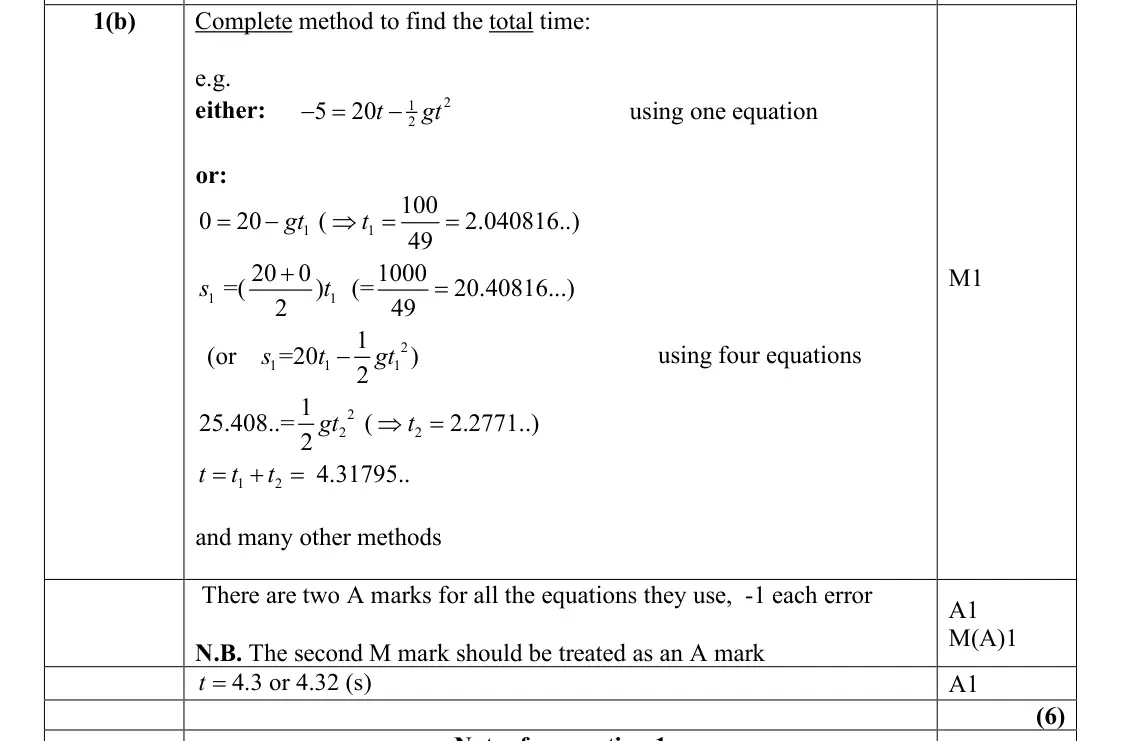 1(b) Complete method to find the total time:
e.g.
either: −5 = 20t − ½gt² using one equation
or:
0 = 20 − gt₁ ( ⇒ t₁ = 100/49 = 2.040816..)
s₁ =( (20 + 0)/2 )t₁ (= 1000/49 = 20.40816...)
M1
(or s₁=20t₁ − 1/2 gt₁²) using four equations
25.408..= 1/2 gt₂² ( ⇒ t₂ = 2.2771..)
t = t₁ + t₂ = 4.31795..
and many other methods
There are two A marks for all the equations they use, -1 each error
A1
M(A)1
N.B. The second M mark should be treated as an A mark
t = 4.3 or 4.32 (s) A1
(6)